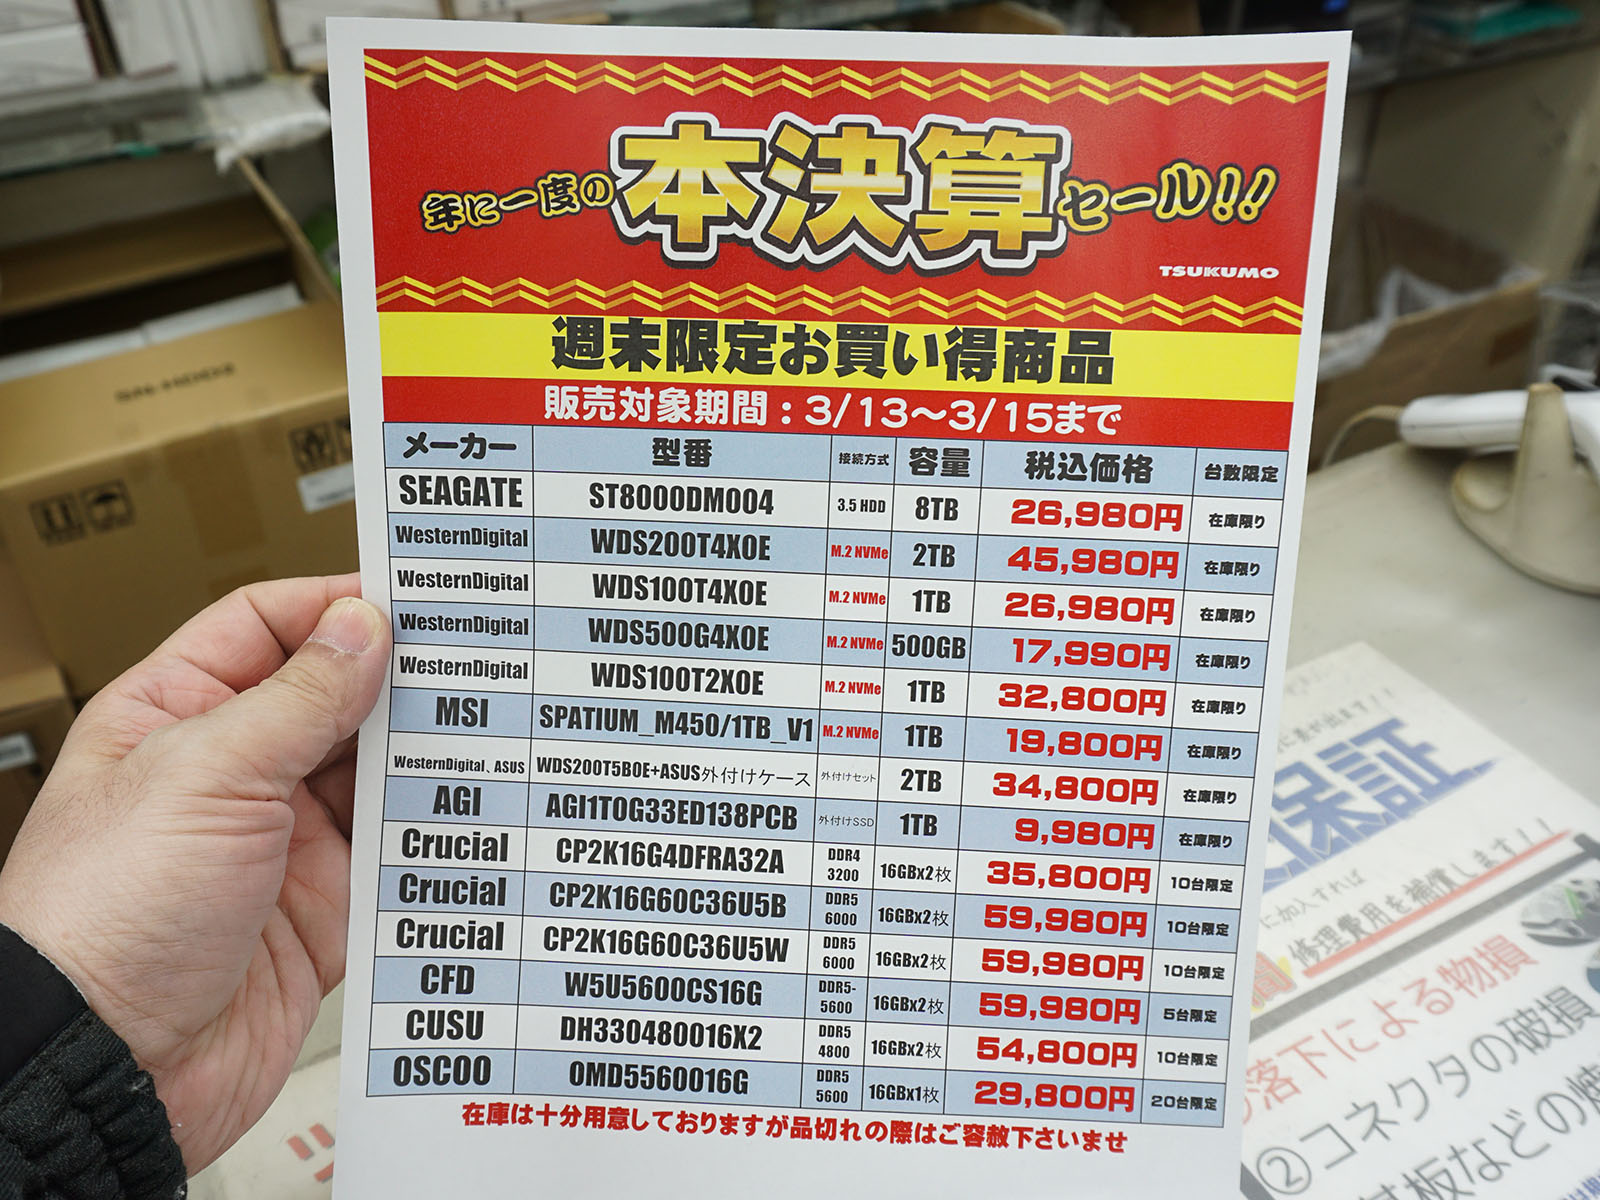 年に一度の本決算セール!!
TSUKUMO
週末限定お買い得商品
販売対象期間：3/13～3/15まで
メーカー 型番 接続方式 容量 税込価格 台数限定
SEAGATE ST8000DM004 3.5 HDD 8TB 26,980円 在庫限り
WesternDigital WDS200T4X0E M.2 NVMe 2TB 45,980円 在庫限り
WesternDigital WDS100T4X0E M.2 NVMe 1TB 26,980円 在庫限り
WesternDigital WDS500G4X0E M.2 NVMe 500GB 17,990円 在庫限り
WesternDigital WDS100T2X0E M.2 NVMe 1TB 32,800円 在庫限り
MSI SPATIUM_M450/1TB_V1 M.2 NVMe 1TB 19,800円 在庫限り
WesternDigital、ASUS WDS200T5B0E+ASUS外付けケース 外付けセット 2TB 34,800円 在庫限り
AGI AGI1T0G33ED138PCB 外付けSSD 1TB 9,980円 在庫限り
Crucial CP2K16G4DFRA32A DDR4 3200 16GBx2枚 35,800円 10台限定
Crucial CP2K16G60C36U5B DDR5 6000 16GBx2枚 59,980円 10台限定
Crucial CP2K16G60C36U5W DDR5 6000 16GBx2枚 59,980円 10台限定
CFD W5U5600CS16G DDR5-5600 16GBx2枚 59,980円 5台限定
CUSU DH330480016X2 DDR5 4800 16GBx2枚 54,800円 10台限定
OSCOO OMD5560016G DDR5 5600 16GBx1枚 29,800円 20台限定
在庫は十分用意しておりますが品切れの際はご容赦下さいませ
保証
に加入すれば
修理費用を補償します！！
落下による物損
②コネクタの破損
基板などの焼